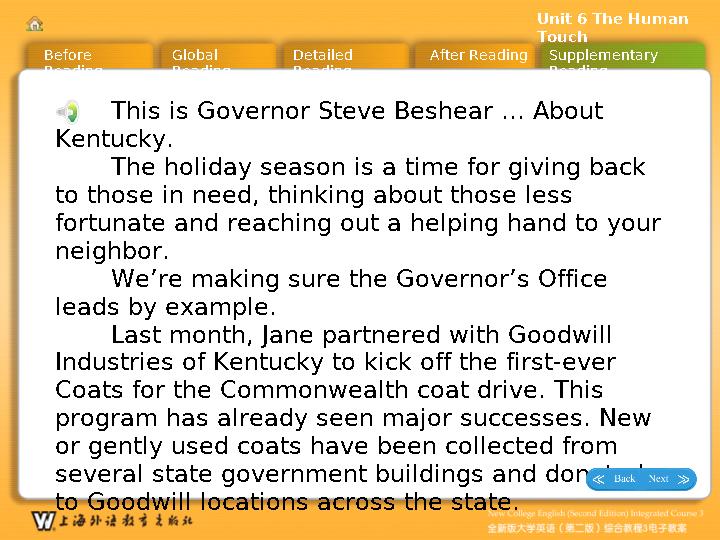 Unit 6 The Human
Touch
Before
Reading
Global
Reading
Detailed
Reading
After Reading
Supplementary
Reading
This is Governor Steve Beshear … About
Kentucky.
The holiday season is a time for giving back
to those in need, thinking about those less
fortunate and reaching out a helping hand to your
neighbor.
We’re making sure the Governor’s Office
leads by example.
Last month, Jane partnered with Goodwill
Industries of Kentucky to kick off the first-ever
Coats for the Commonwealth coat drive. This
program has already seen major successes. New
or gently used coats have been collected from
several state government buildings and donated
to Goodwill locations across the state.
Back Next
上海外语教育出版社
New College English (Second Edition) Integrated Course 3
全新版大学英语（第二版）综合教程3电子教案